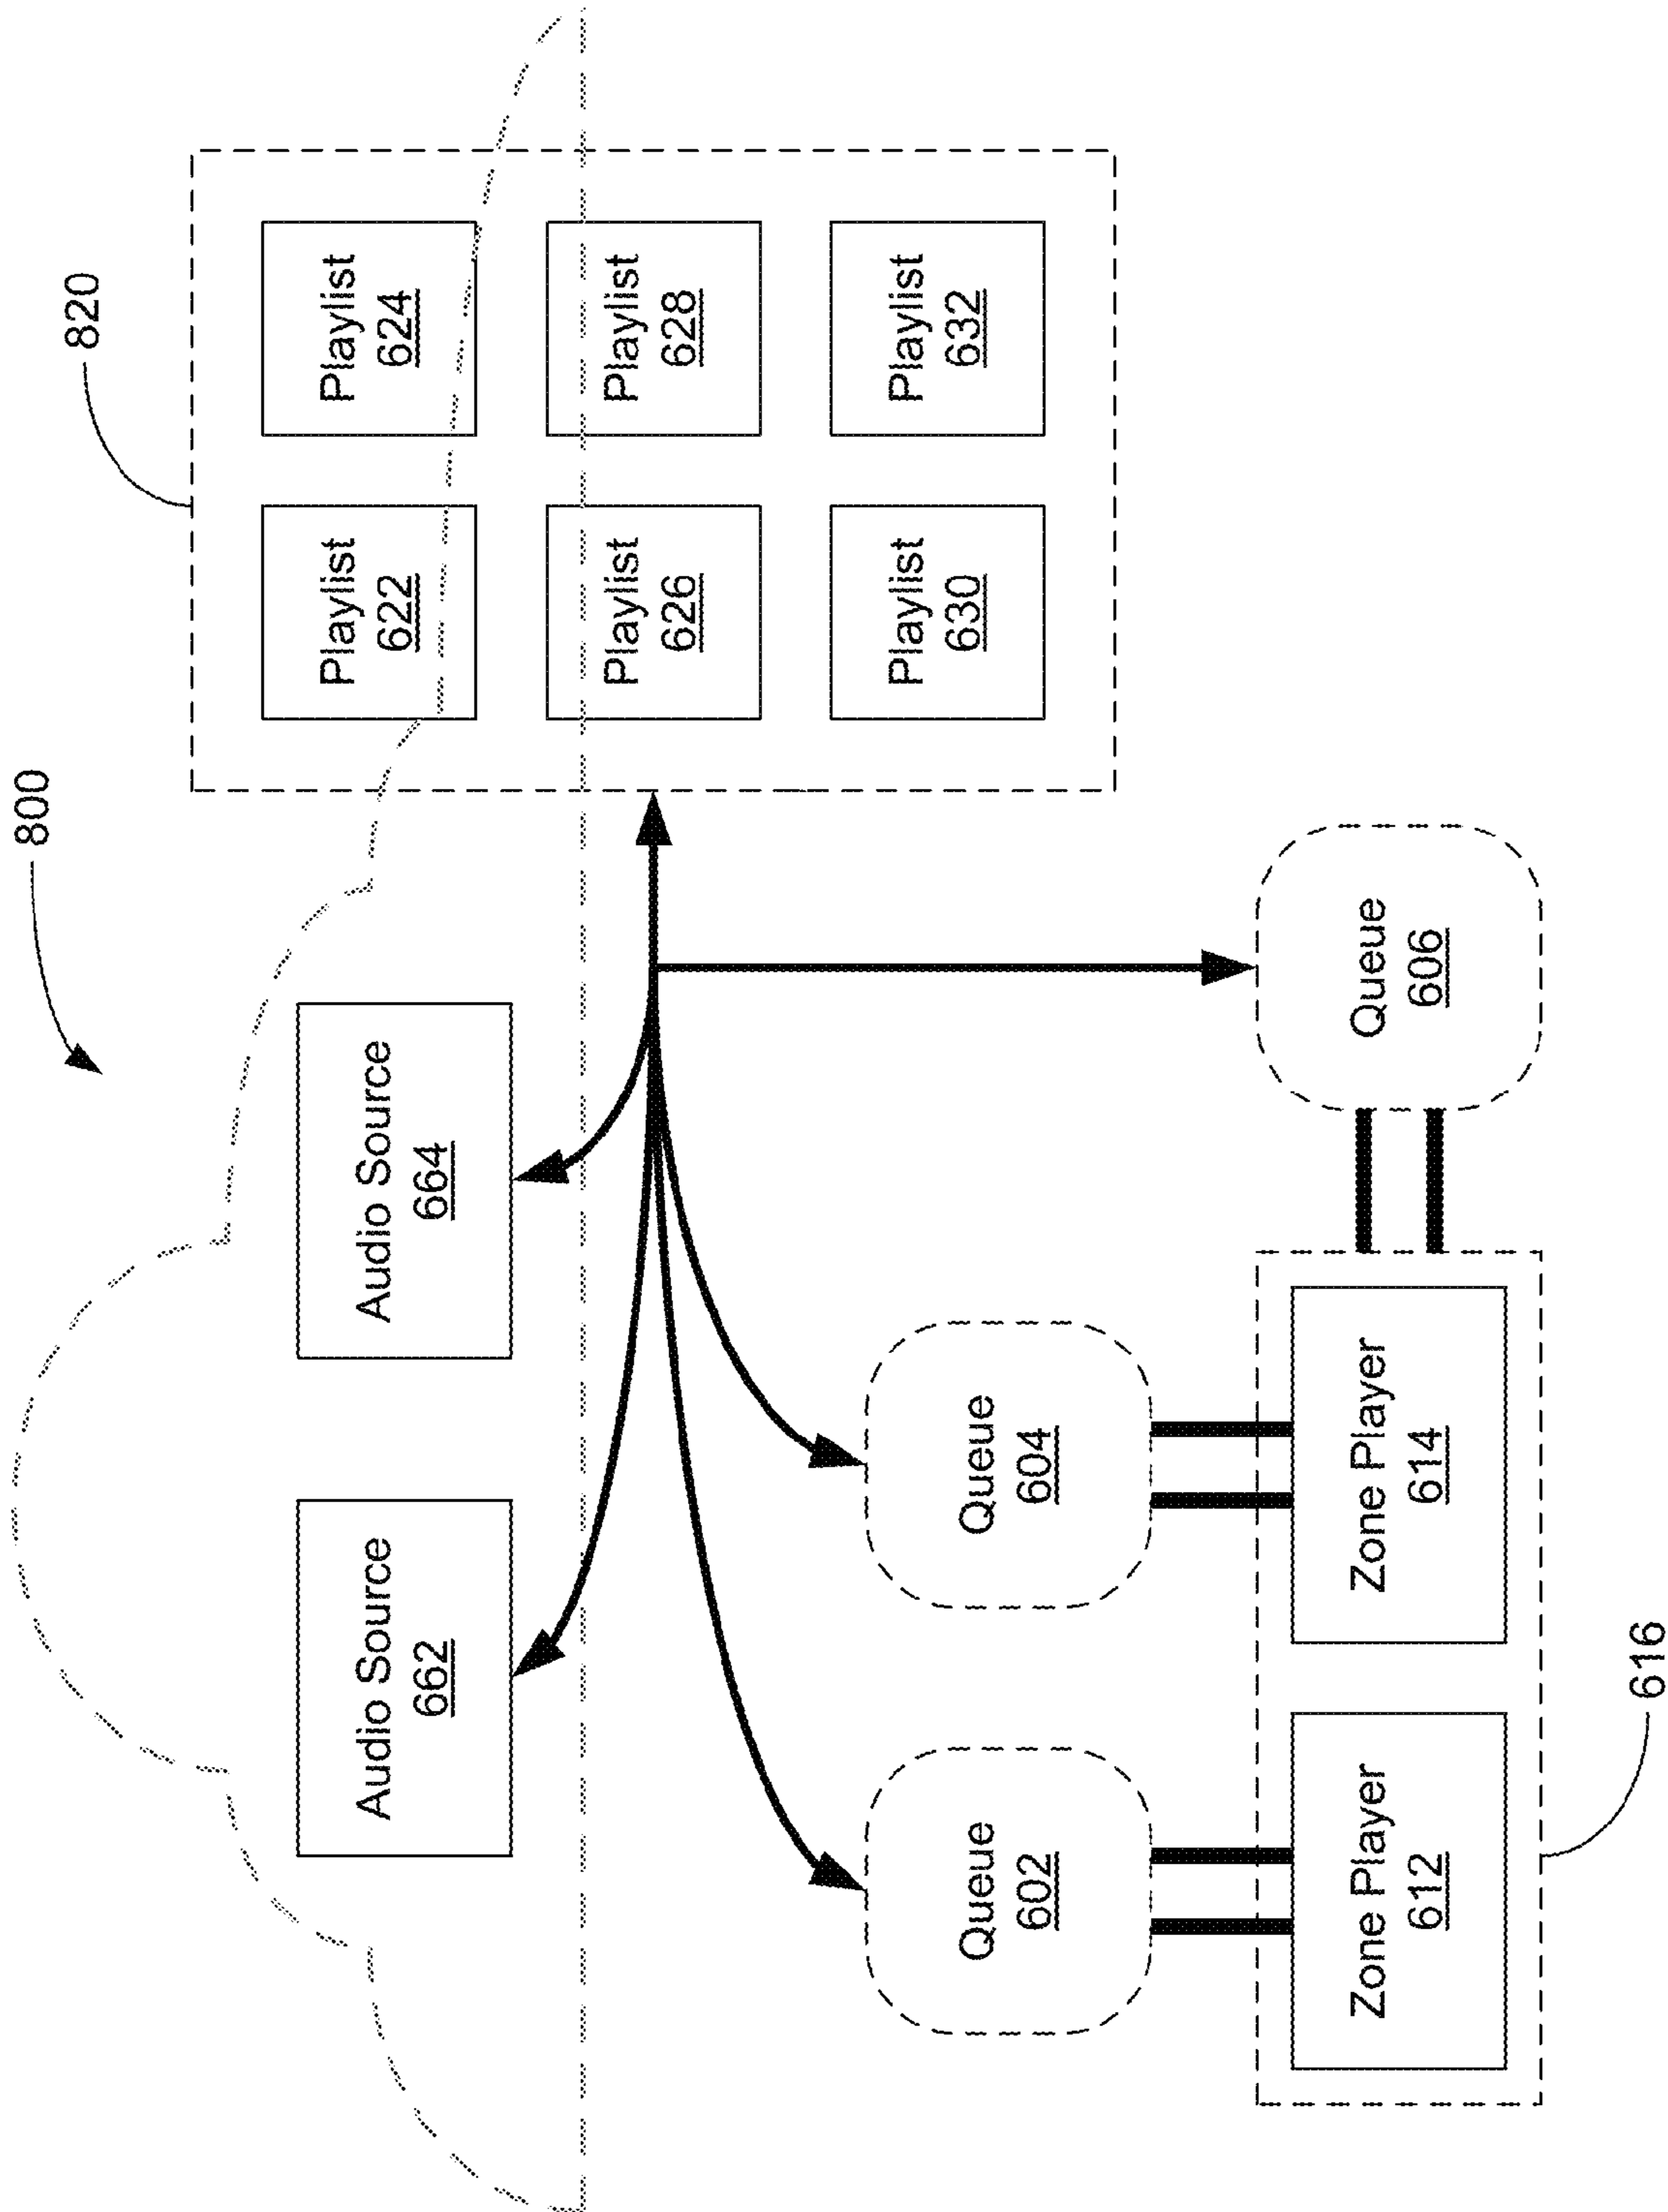 800
820
Audio Source
662
Audio Source
664
Playlist
622
Playlist
624
Playlist
626
Playlist
628
Playlist
630
Playlist
632
Queue
602
Queue
604
Queue
606
Zone Player
612
Zone Player
614
616